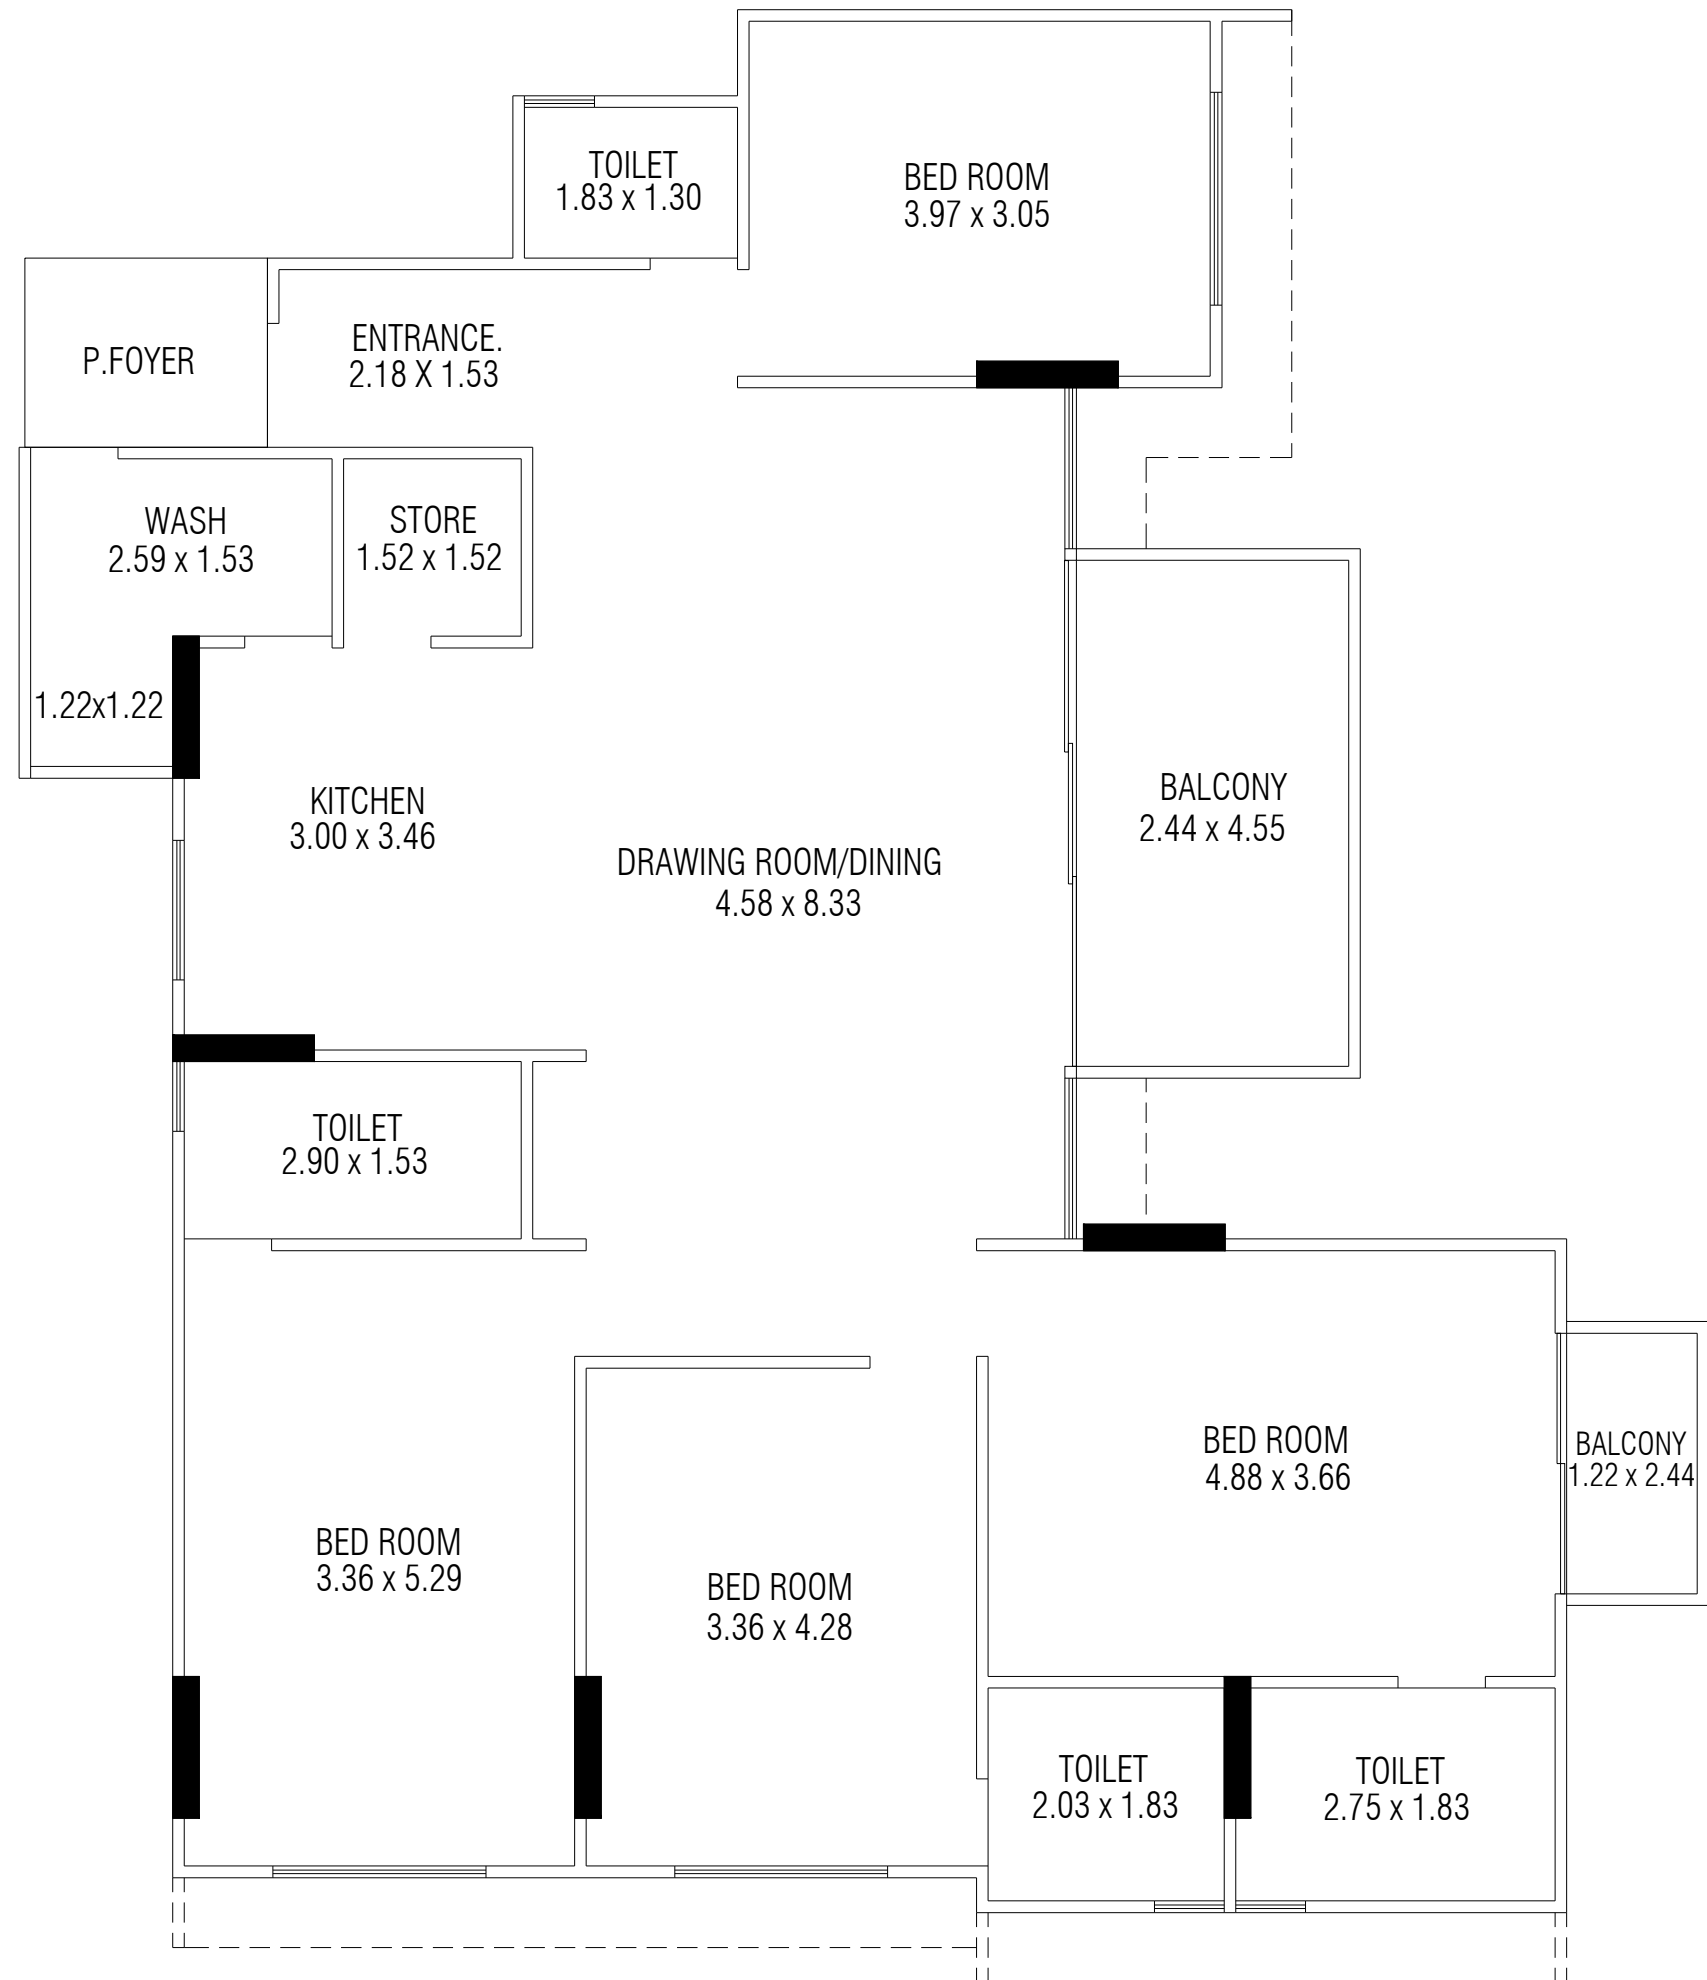 TOILET
1.83 x 1.30
BED ROOM
3.97 x 3.05
P.FOYER
ENTRANCE.
2.18 X 1.53
WASH
2.59 x 1.53
STORE
1.52 x 1.52
1.22x1.22
KITCHEN
3.00 x 3.46
DRAWING ROOM/DINING
4.58 x 8.33
BALCONY
2.44 x 4.55
TOILET
2.90 x 1.53
BED ROOM
4.88 x 3.66
BALCONY
1.22 x 2.44
BED ROOM
3.36 x 5.29
BED ROOM
3.36 x 4.28
TOILET
2.03 x 1.83
TOILET
2.75 x 1.83